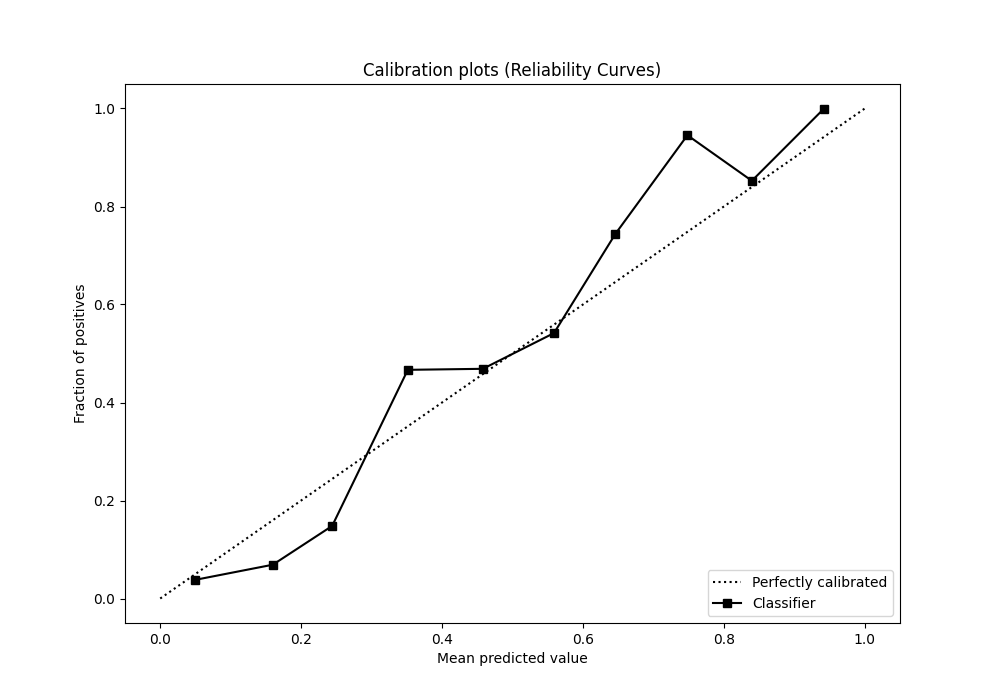 Calibration plots (Reliability Curves)
Fraction of positives
1.0
0.8
0.6
0.4
0.2
0.0
0.0 0.2 0.4 0.6 0.8 1.0
Mean predicted value
Perfectly calibrated
Classifier